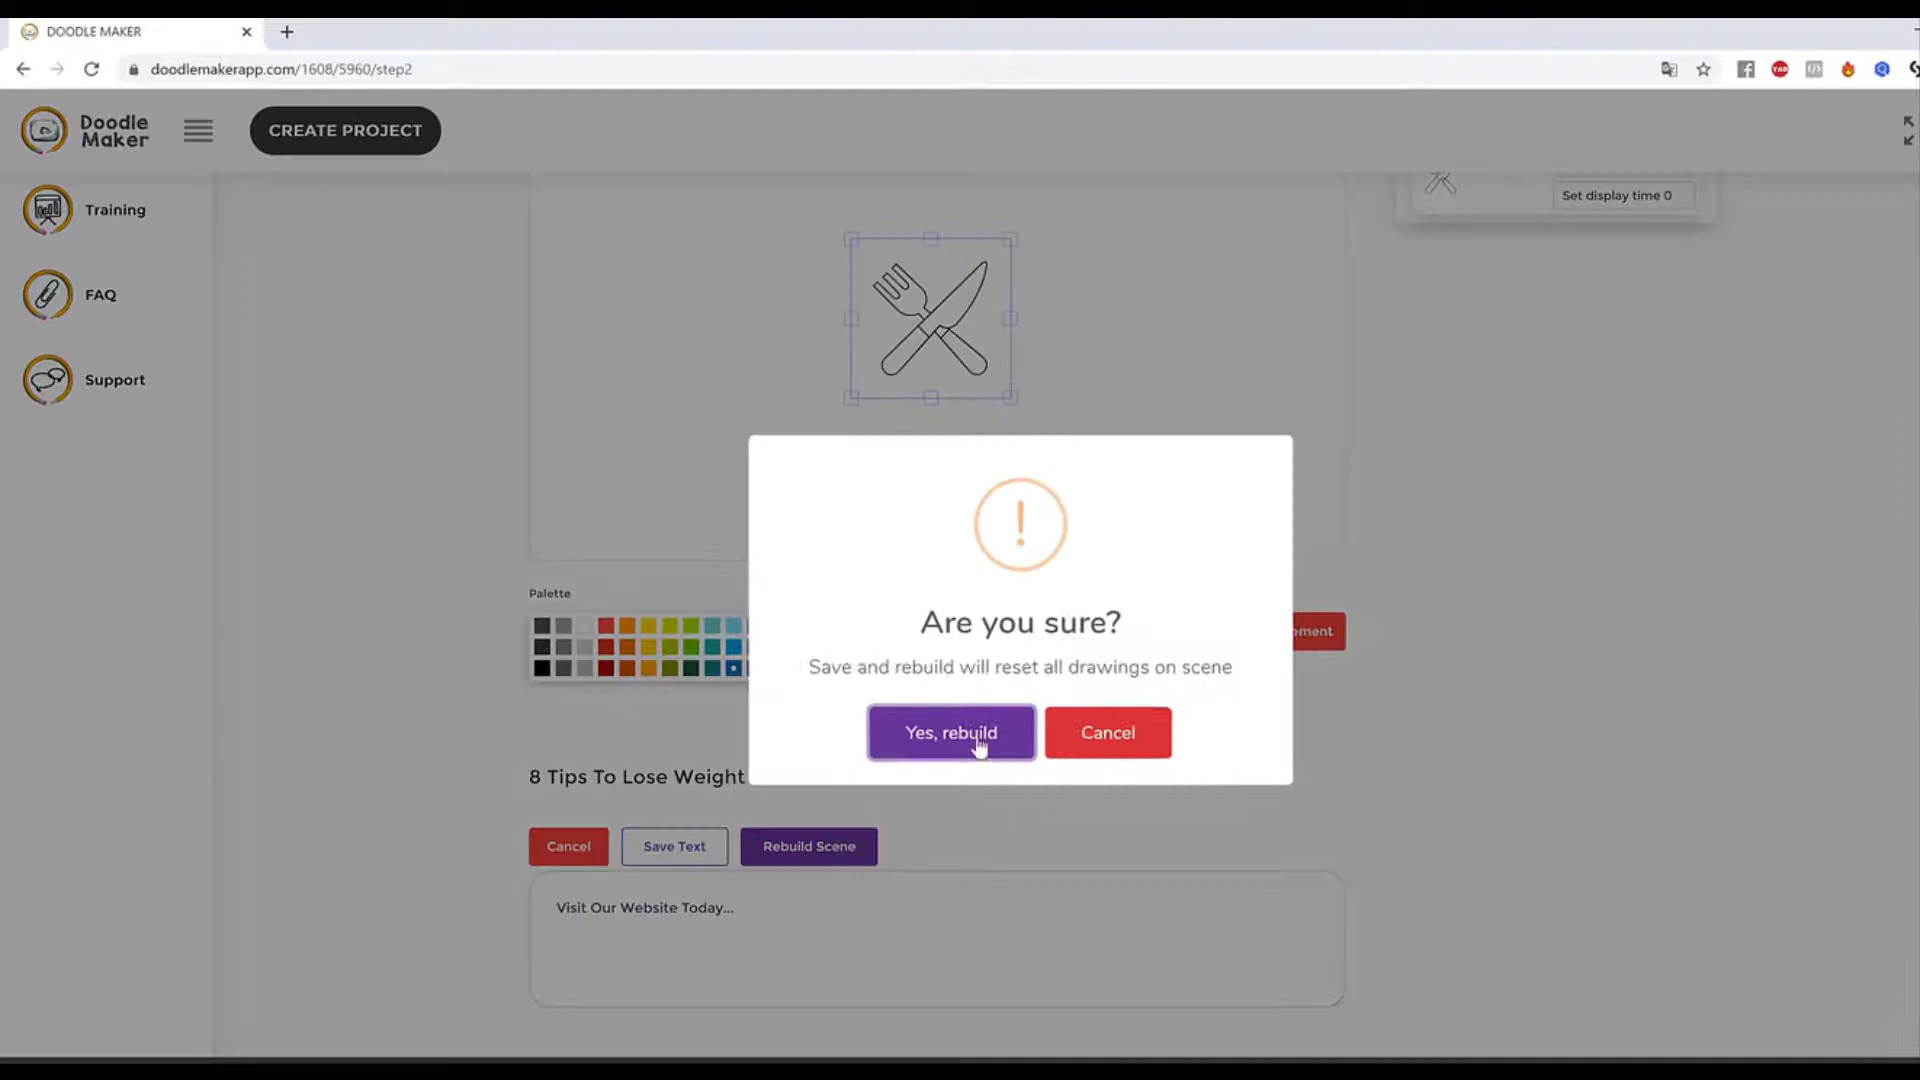 DOODLE MAKER
doodlemakerapp.com/1608/5960/step2
Doodle
Maker
CREATE PROJECT
Training
FAQ
Support
Set display time 0
Palette
Are you sure?
Save and rebuild will reset all drawings on scene
Yes, rebuild
Cancel
8 Tips To Lose Weight
Cancel
Save Text
Rebuild Scene
Visit Our Website Today...